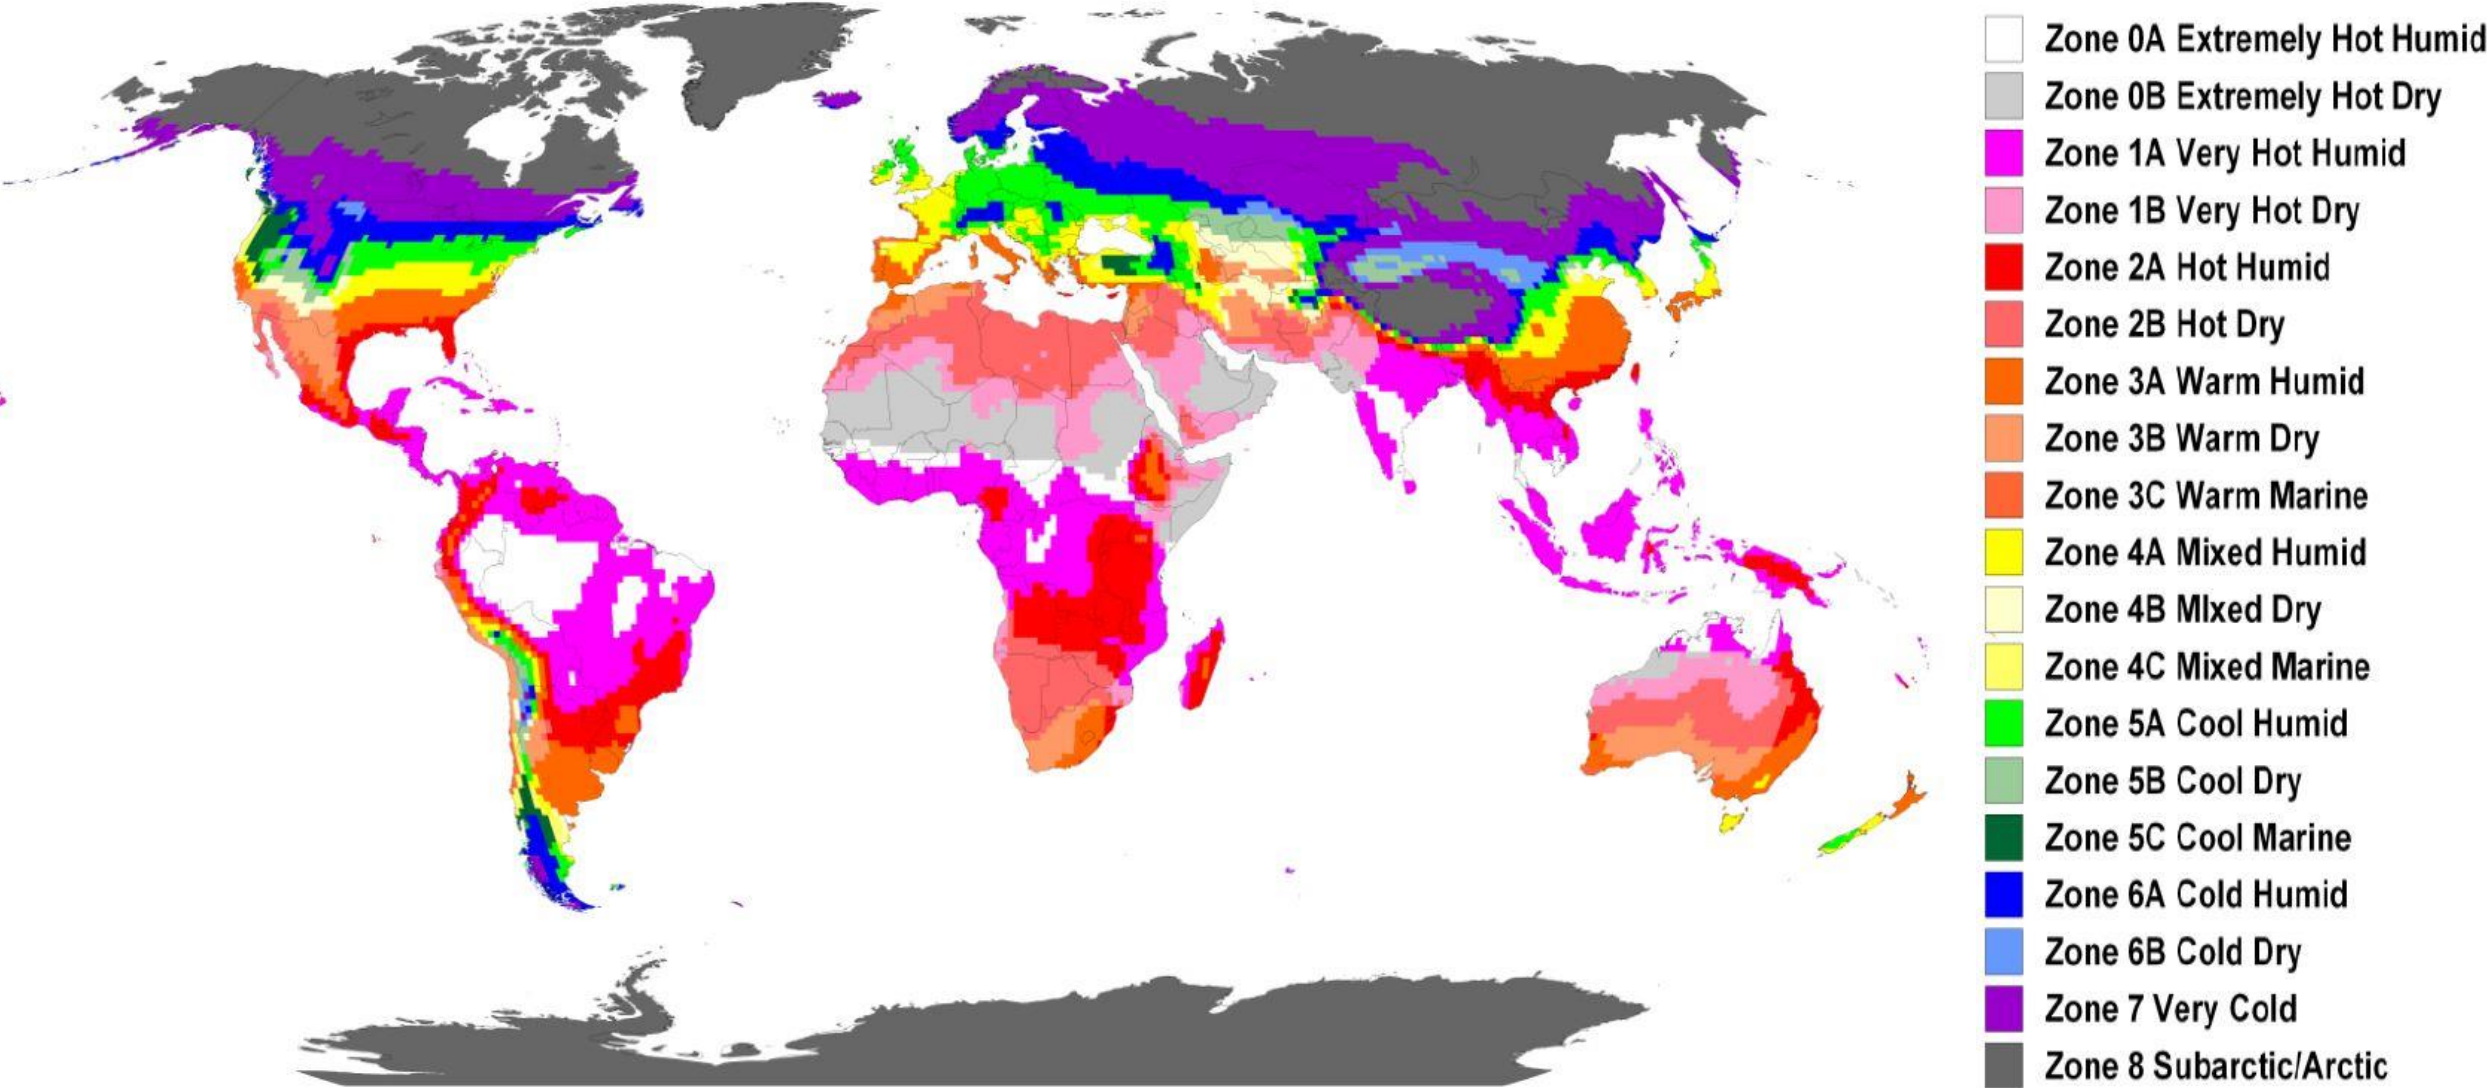 Zone 0A Extremely Hot Humid
Zone 0B Extremely Hot Dry
Zone 1A Very Hot Humid
Zone 1B Very Hot Dry
Zone 2A Hot Humid
Zone 2B Hot Dry
Zone 3A Warm Humid
Zone 3B Warm Dry
Zone 3C Warm Marine
Zone 4A Mixed Humid
Zone 4B MIxed Dry
Zone 4C Mixed Marine
Zone 5A Cool Humid
Zone 5B Cool Dry
Zone 5C Cool Marine
Zone 6A Cold Humid
Zone 6B Cold Dry
Zone 7 Very Cold
Zone 8 Subarctic/Arctic